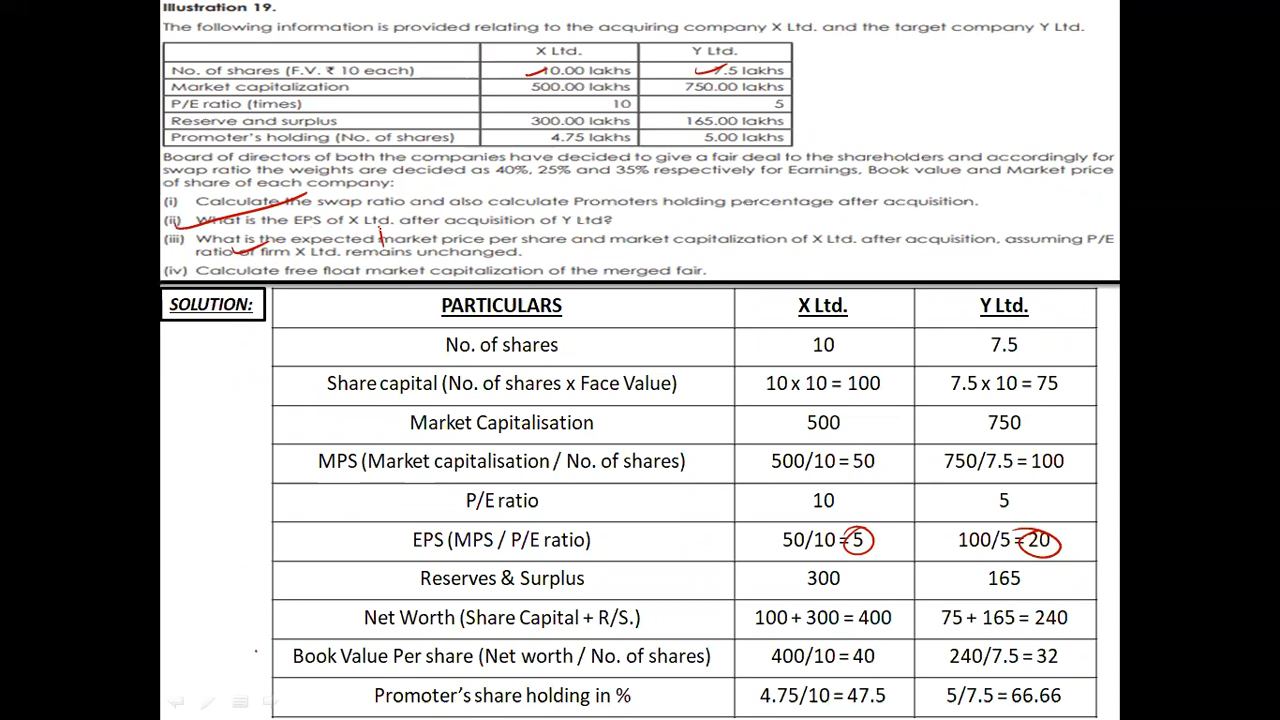 Illustration 19.
The following information is provided relating to the acquiring company X Ltd. and the target company Y Ltd.
X Ltd. Y Ltd.
No. of shares (F.V. ₹ 10 each) 10.00 lakhs 7.5 lakhs
Market capitalization 500.00 lakhs 750.00 lakhs
P/E ratio (times) 10 5
Reserve and surplus 300.00 lakhs 165.00 lakhs
Promoter's holding (No. of shares) 4.75 lakhs 5.00 lakhs
Board of directors of both the companies have decided to give a fair deal to the shareholders and accordingly for
swap ratio the weights are decided as 40%, 25% and 35% respectively for Earnings, Book value and Market price
of share of each company:
(i) Calculate the swap ratio and also calculate Promoters holding percentage after acquisition.
(ii) What is the EPS of X Ltd. after acquisition of Y Ltd?
(iii) What is the expected market price per share and market capitalization of X Ltd. after acquisition, assuming P/E
ratio of firm X Ltd. remains unchanged.
(iv) Calculate free float market capitalization of the merged fair.
SOLUTION: PARTICULARS X Ltd. Y Ltd.
No. of shares 10 7.5
Share capital (No. of shares x Face Value) 10 x 10 = 100 7.5 x 10 = 75
Market Capitalisation 500 750
MPS (Market capitalisation / No. of shares) 500/10 = 50 750/7.5 = 100
P/E ratio 10 5
EPS (MPS / P/E ratio) 50/10 = 5 100/5 = 20
Reserves & Surplus 300 165
Net Worth (Share Capital + R/S.) 100 + 300 = 400 75 + 165 = 240
Book Value Per share (Net worth / No. of shares) 400/10 = 40 240/7.5 = 32
Promoter's share holding in % 4.75/10 = 47.5 5/7.5 = 66.66